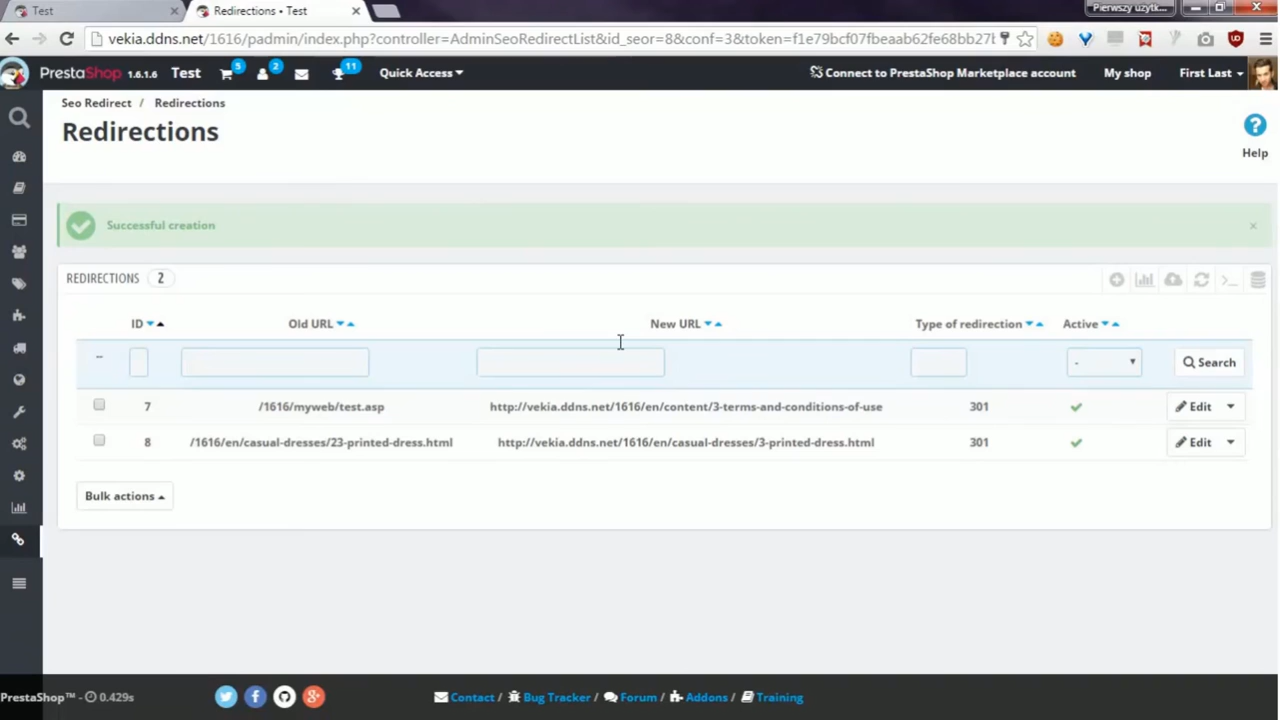 Test
Redirections • Test
Pierwszy użytk...
vekia.ddns.net/1616/padmin/index.php?controller=AdminSeoRedirectList&id_seor=8&conf=3&token=f1e79bcf07fbeaab62fe68bb27b
PrestaShop 1.6.1.6 Test 5 2 11 Quick Access Connect to PrestaShop Marketplace account My shop First Last
Seo Redirect / Redirections
Redirections
Help
Successful creation ×
REDIRECTIONS 2
ID Old URL New URL Type of redirection Active
-- - Search
7 /1616/myweb/test.asp http://vekia.ddns.net/1616/en/content/3-terms-and-conditions-of-use 301 Edit
8 /1616/en/casual-dresses/23-printed-dress.html http://vekia.ddns.net/1616/en/casual-dresses/3-printed-dress.html 301 Edit
Bulk actions
PrestaShop™ - 0.429s Contact / Bug Tracker / Forum / Addons / Training